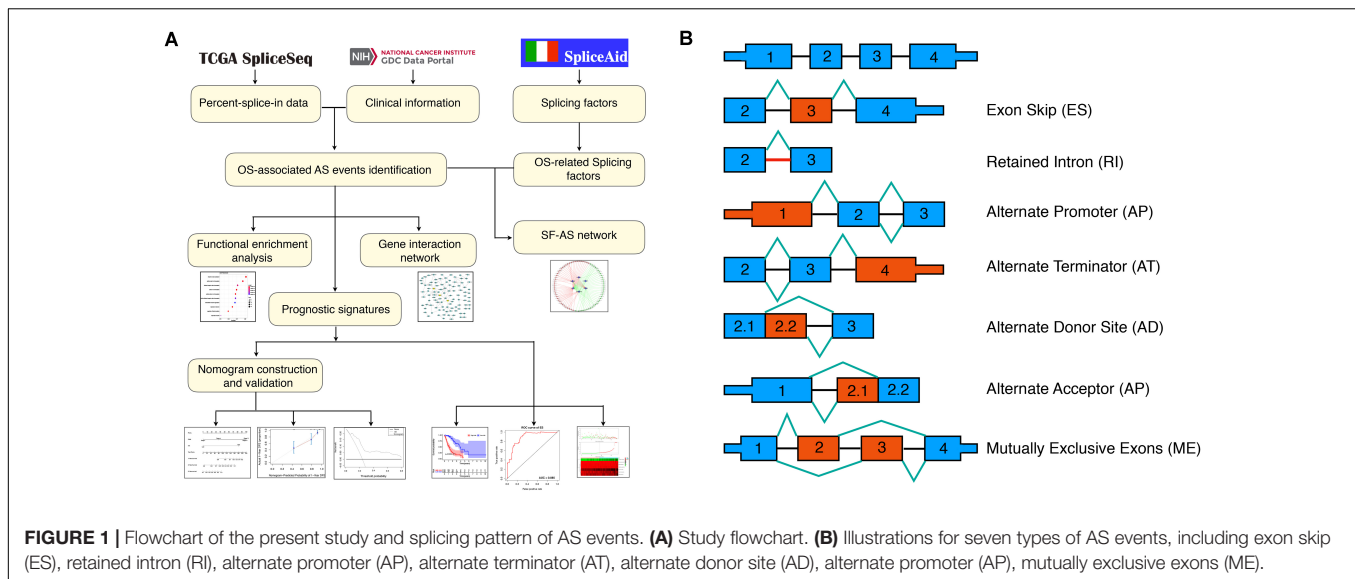 A
TCGA SpliceSeq
NIH NATIONAL CANCER INSTITUTE
GDC Data Portal
SpliceAid
Percent-splice-in data
Clinical information
Splicing factors
OS-associated AS events identification
OS-related Splicing
factors
Functional enrichment
analysis
Gene interaction
network
SF-AS network
Prognostic signatures
Nomogram construction
and validation
Threshold probability
ROC curve of ES
B
1 2 3 4
2 3 4
Exon Skip (ES)
2 3
Retained Intron (RI)
1 2 3
Alternate Promoter (AP)
2 3 4
Alternate Terminator (AT)
2.1 2.2 3
Alternate Donor Site (AD)
1 2.1 2.2
Alternate Acceptor (AP)
1 2 3 4
Mutually Exclusive Exons (ME)
FIGURE 1 | Flowchart of the present study and splicing pattern of AS events. (A) Study flowchart. (B) Illustrations for seven types of AS events, including exon skip
(ES), retained intron (RI), alternate promoter (AP), alternate terminator (AT), alternate donor site (AD), alternate promoter (AP), mutually exclusive exons (ME).